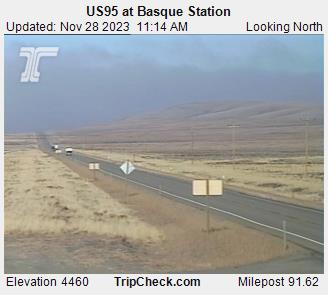 US95 at Basque Station
Updated: Nov 28 2023 11:14 AM Looking North
Elevation 4460 TripCheck.com Milepost 91.62